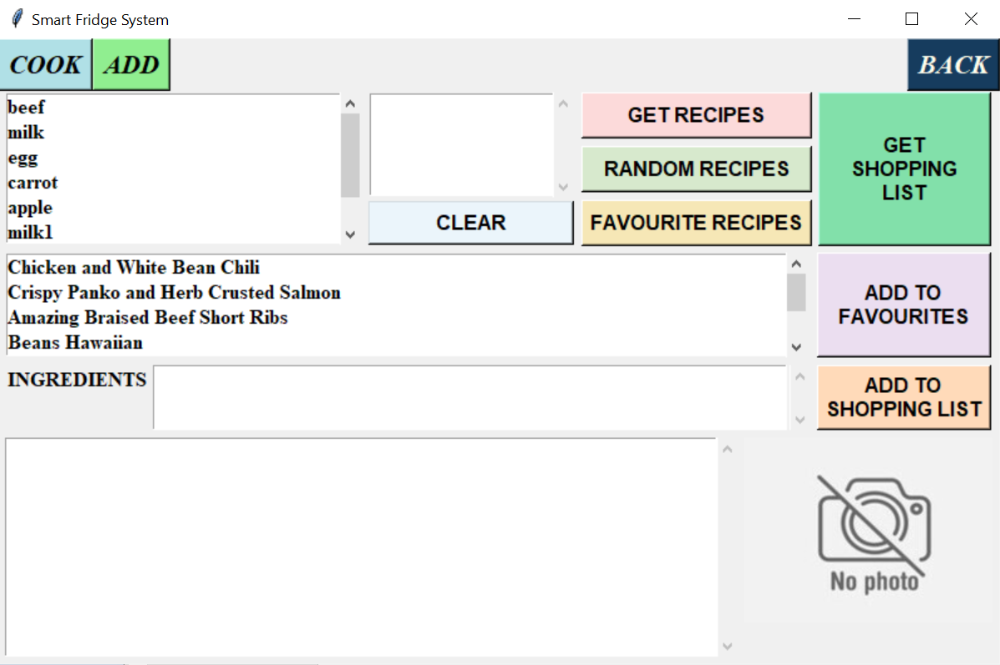 Smart Fridge System
COOK
ADD
BACK
beef
milk
egg
carrot
apple
milk1
GET RECIPES
RANDOM RECIPES
CLEAR
FAVOURITE RECIPES
GET
SHOPPING
LIST
Chicken and White Bean Chili
Crispy Panko and Herb Crusted Salmon
Amazing Braised Beef Short Ribs
Beans Hawaiian
ADD TO
FAVOURITES
INGREDIENTS
ADD TO
SHOPPING LIST
No photo